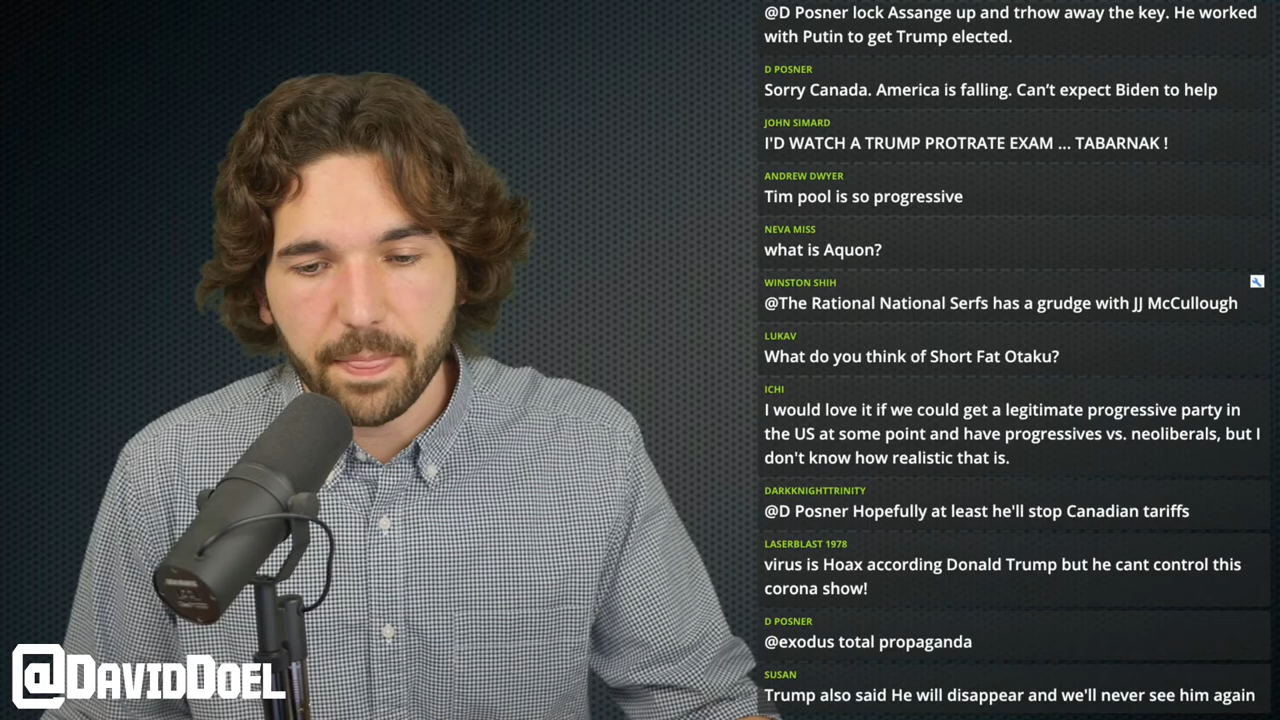 @D Posner lock Assange up and trhow away the key. He worked
with Putin to get Trump elected.
D POSNER
Sorry Canada. America is falling. Can't expect Biden to help
JOHN SIMARD
I'D WATCH A TRUMP PROTRATE EXAM ... TABARNAK !
ANDREW DWYER
Tim pool is so progressive
NEVA MISS
what is Aquon?
WINSTON SHIH
@The Rational National Serfs has a grudge with JJ McCullough
LUKAV
What do you think of Short Fat Otaku?
ICHI
I would love it if we could get a legitimate progressive party in
the US at some point and have progressives vs. neoliberals, but I
don't know how realistic that is.
DARKKNIGHTTRINITY
@D Posner Hopefully at least he'll stop Canadian tariffs
LASERBLAST 1978
virus is Hoax according Donald Trump but he cant control this
corona show!
D POSNER
@exodus total propaganda
SUSAN
Trump also said He will disappear and we'll never see him again
@DAVIDDOEL